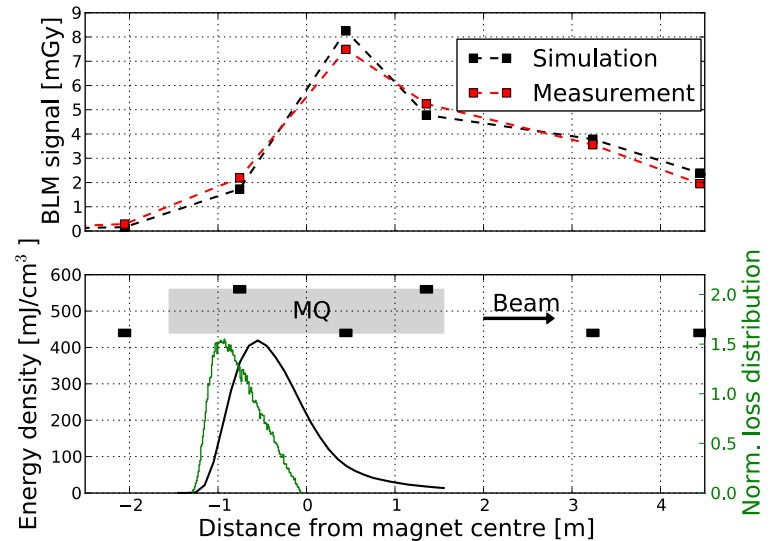 9
8
7
6
5
4
3
2
1
0
BLM signal [mGy]
Simulation
Measurement
600
500
400
300
200
100
0
Energy density [mJ/cm³ ]
MQ
Beam
2.0
1.5
1.0
0.5
0.0
Norm. loss distribution
−2 −1 0 1 2 3 4
Distance from magnet centre [m]